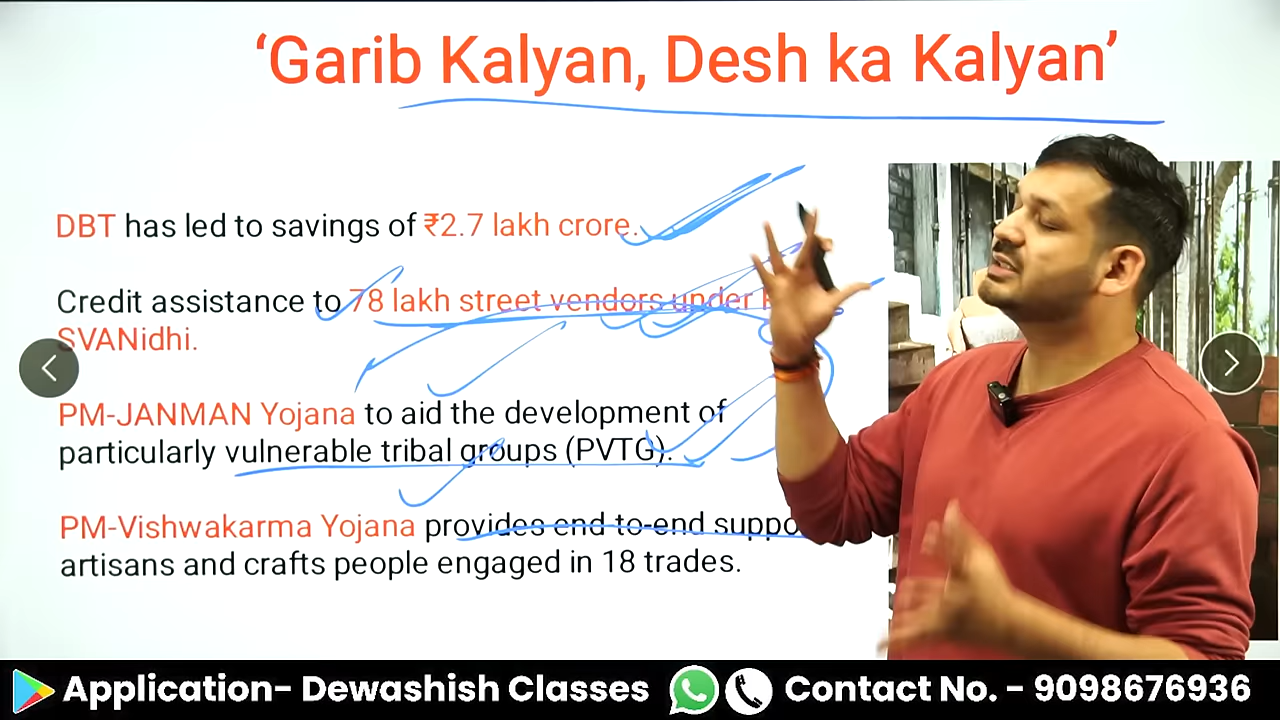 ‘Garib Kalyan, Desh ka Kalyan’
DBT has led to savings of ₹2.7 lakh crore.
Credit assistance to 78 lakh street vendors under
SVANidhi.
PM-JANMAN Yojana to aid the development of
particularly vulnerable tribal groups (PVTG).
PM-Vishwakarma Yojana provides end-to-end
artisans and crafts people engaged in 18 trades.
Application- Dewashish Classes
Contact No. - 9098676936